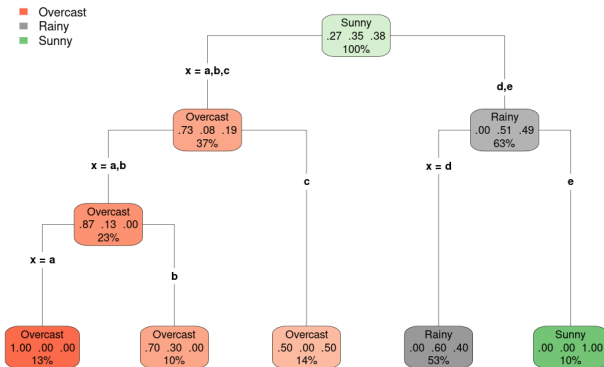 Overcast
Rainy
Sunny
Sunny
.27 .35 .38
100%
x = a,b,c
d,e
Overcast
.73 .08 .19
37%
Rainy
.00 .51 .49
63%
x = a,b
c
x = d
e
Overcast
.87 .13 .00
23%
x = a
b
Overcast
1.00 .00 .00
13%
Overcast
.70 .30 .00
10%
Overcast
.50 .00 .50
14%
Rainy
.00 .60 .40
53%
Sunny
.00 .00 1.00
10%